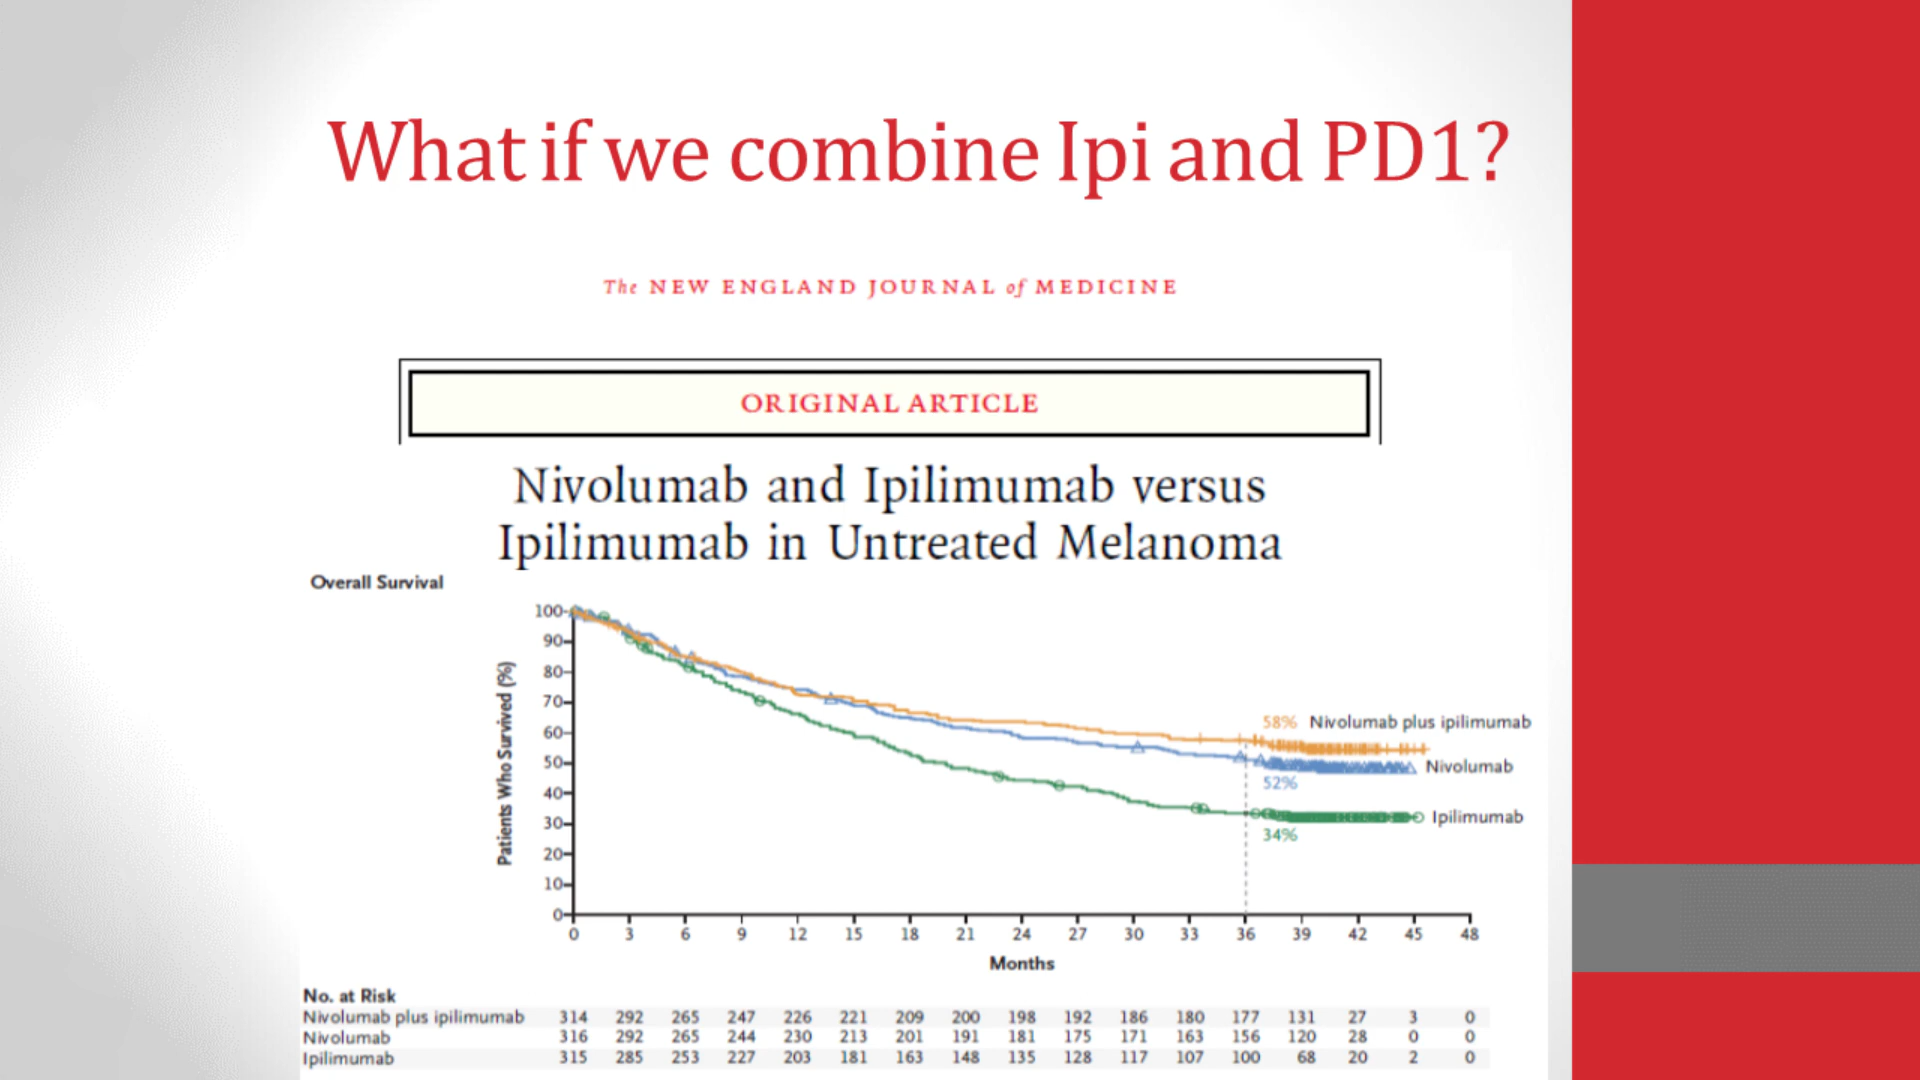 What if we combine Ipi and PD1?
The NEW ENGLAND JOURNAL of MEDICINE
ORIGINAL ARTICLE
Nivolumab and Ipilimumab versus
Ipilimumab in Untreated Melanoma
Overall Survival
Patients Who Survived (%)
100
90
80
70
60
50
40
30
20
10
0
58% Nivolumab plus ipilimumab
Nivolumab
52%
Ipilimumab
34%
0 3 6 9 12 15 18 21 24 27 30 33 36 39 42 45 48
Months
No. at Risk
Nivolumab plus ipilimumab 314 292 265 247 226 221 209 200 198 192 186 180 177 131 27 3 0
Nivolumab 316 292 265 244 230 213 201 191 181 175 171 163 156 120 28 0 0
Ipilimumab 315 285 253 227 203 181 163 148 135 128 117 107 100 68 20 2 0